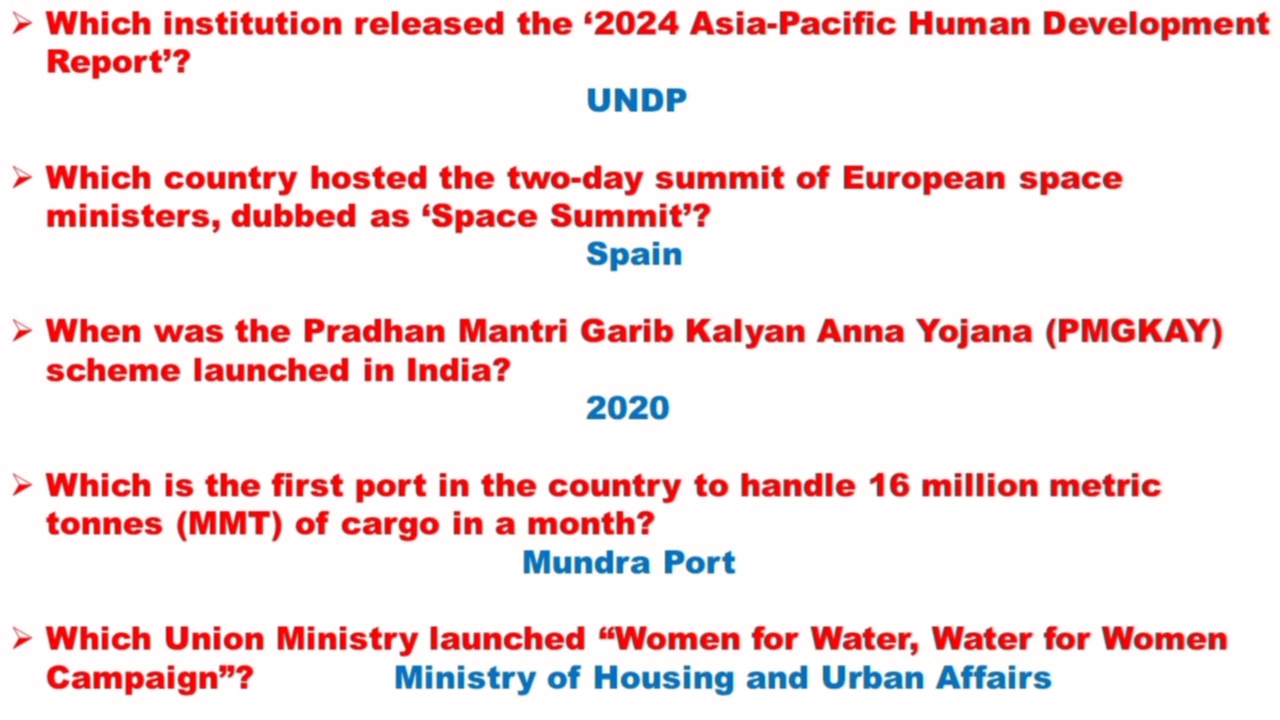 ➢ Which institution released the ‘2024 Asia-Pacific Human Development
Report’?
UNDP
➢ Which country hosted the two-day summit of European space
ministers, dubbed as ‘Space Summit’?
Spain
➢ When was the Pradhan Mantri Garib Kalyan Anna Yojana (PMGKAY)
scheme launched in India?
2020
➢ Which is the first port in the country to handle 16 million metric
tonnes (MMT) of cargo in a month?
Mundra Port
➢ Which Union Ministry launched “Women for Water, Water for Women
Campaign”? Ministry of Housing and Urban Affairs